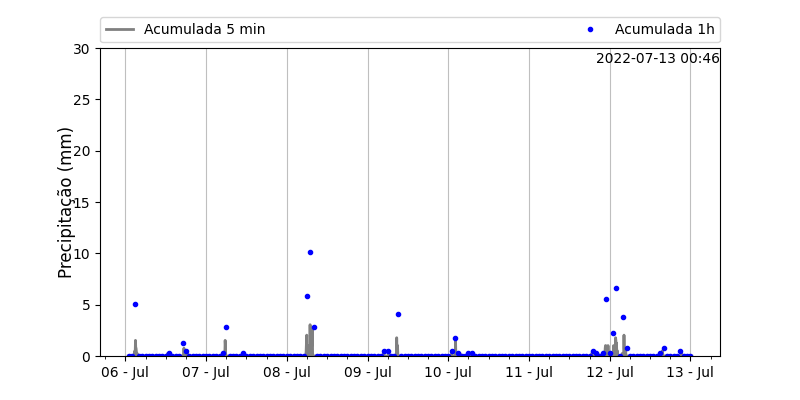 Acumulada 5 min
Acumulada 1h
2022-07-13 00:46
Precipitação (mm)
30
25
20
15
10
5
0
06 - Jul 07 - Jul 08 - Jul 09 - Jul 10 - Jul 11 - Jul 12 - Jul 13 - Jul